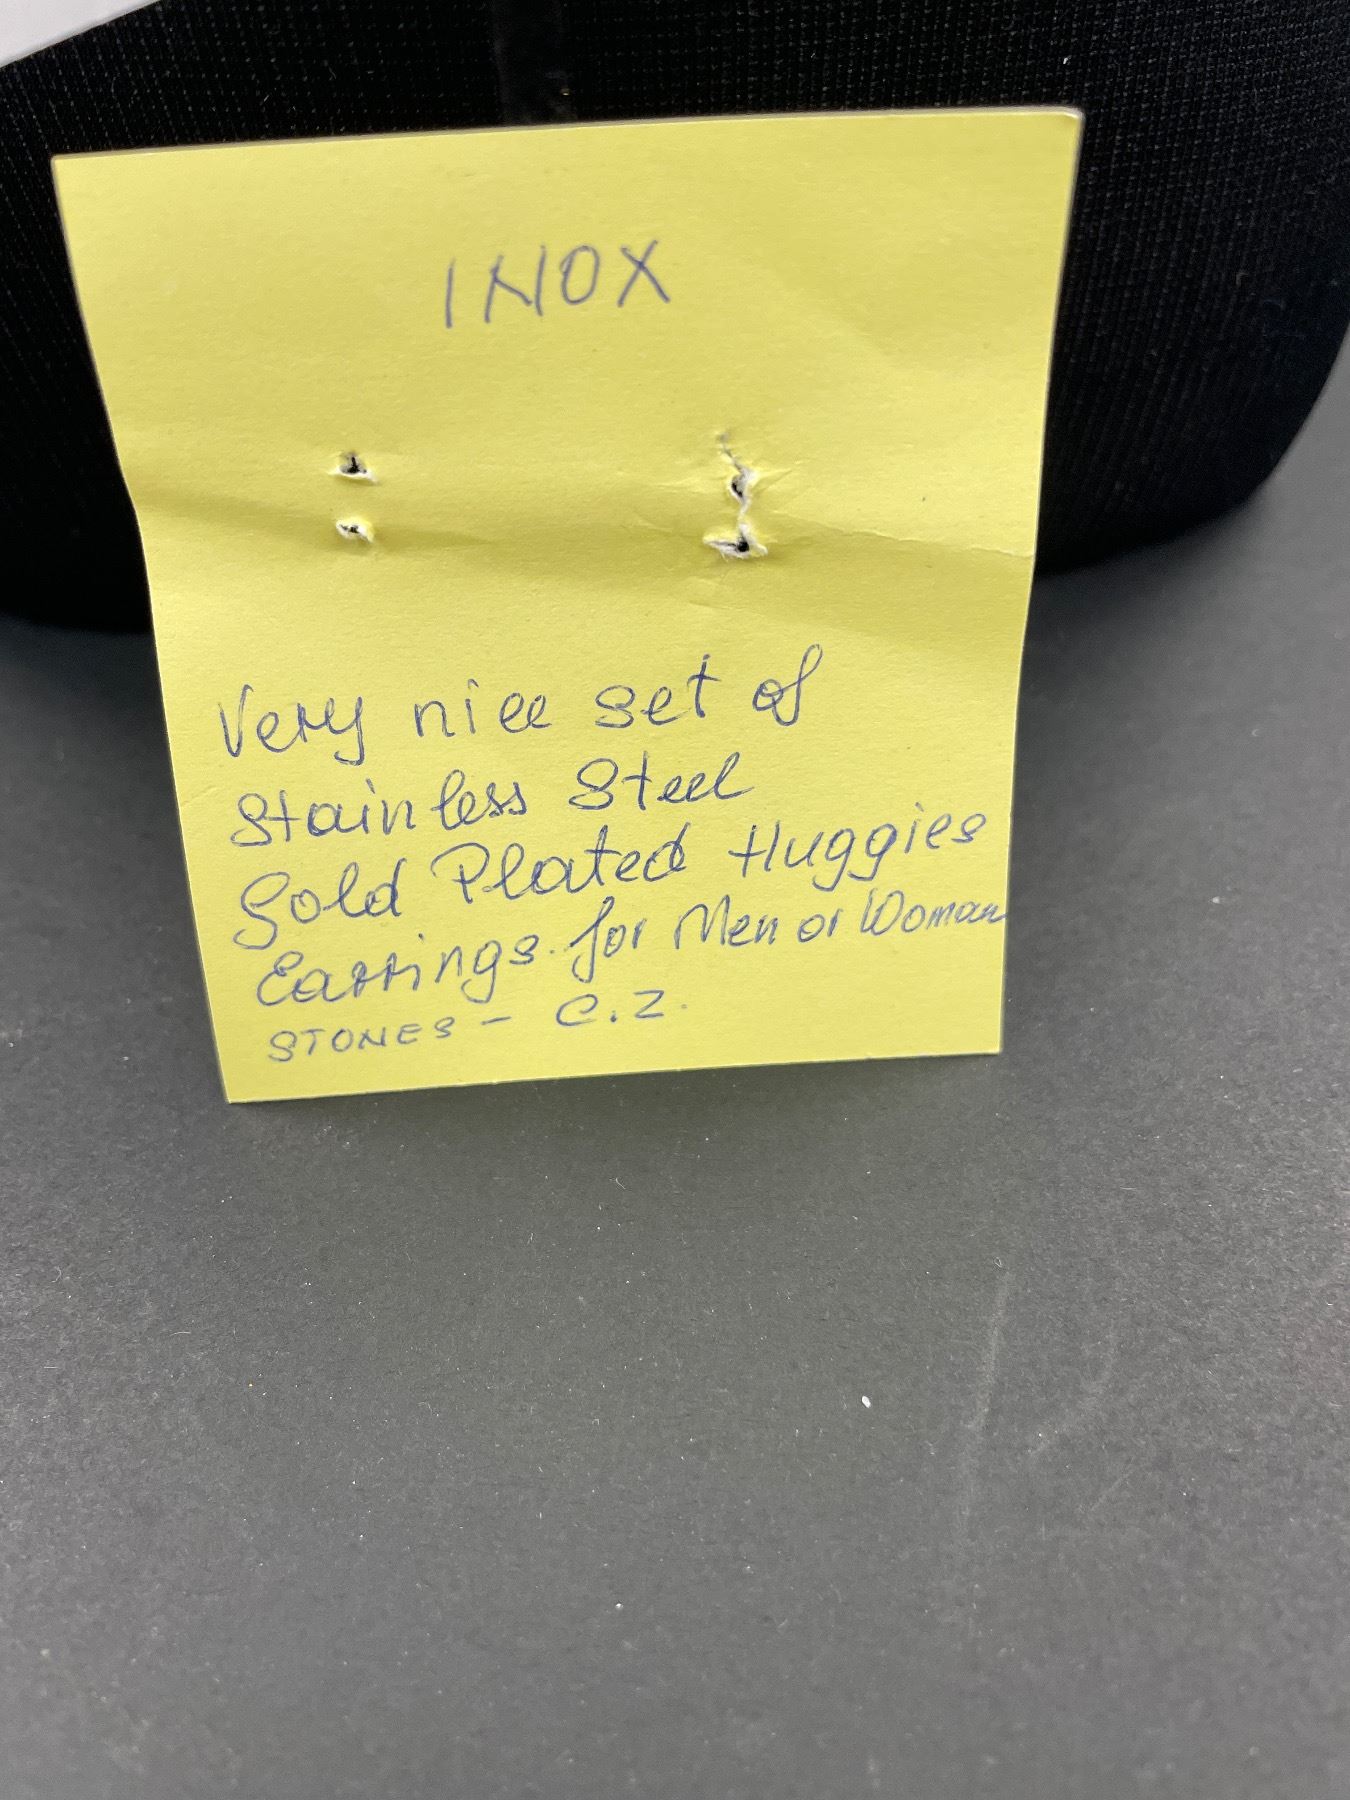 INOX
Very nice set of
Stainless Steel
Gold Plated Huggies
Earrings. for Men or Woman
STONES - C.Z.